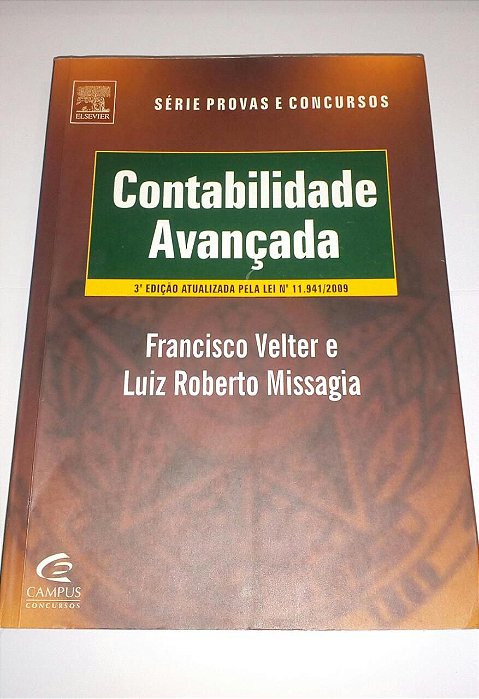 ELSEVIER
SÉRIE PROVAS E CONCURSOS
Contabilidade
Avançada
3ª EDIÇÃO ATUALIZADA PELA LEI Nº 11.941/2009
Francisco Velter e
Luiz Roberto Missagia
CAMPUS
CONCURSOS